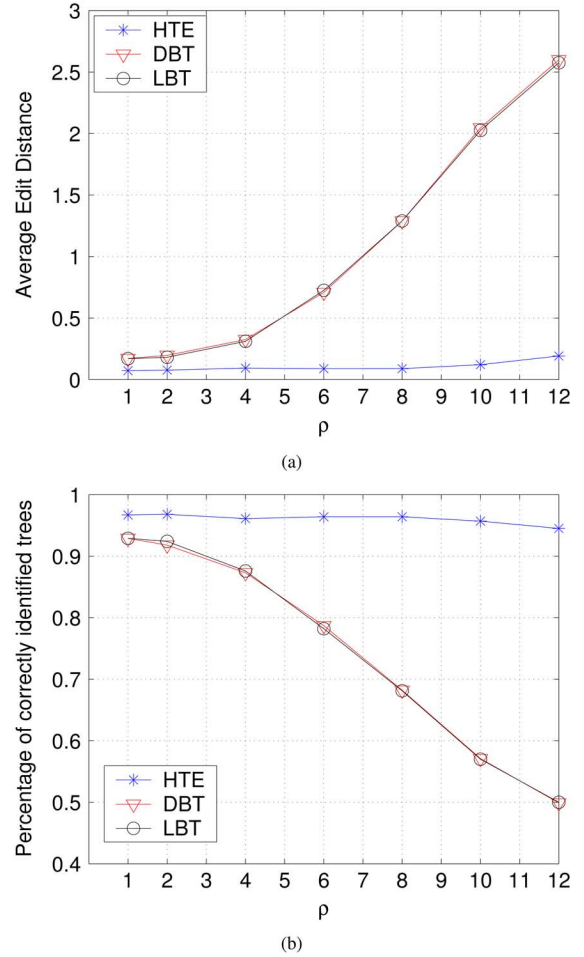 3
2.5
2
1.5
1
0.5
0
Average Edit Distance
HTE
DBT
LBT
1 2 3 4 5 6 7 8 9 10 11 12
ρ
(a)
1
0.9
0.8
0.7
0.6
0.5
0.4
Percentage of correctly identified trees
HTE
DBT
LBT
1 2 3 4 5 6 7 8 9 10 11 12
ρ
(b)